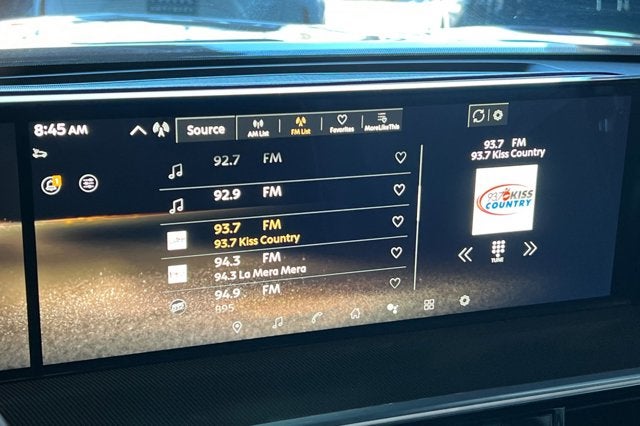 8:45 AM
Source
AM List
FM List
Favorites
MoreLikeThis
92.7 FM
92.9 FM
93.7 FM
93.7 Kiss Country
94.3 FM
94.3 La Mera Mera
94.9 FM
93.7 FM
93.7 Kiss Country
93.7 KISS
COUNTRY
TUNE